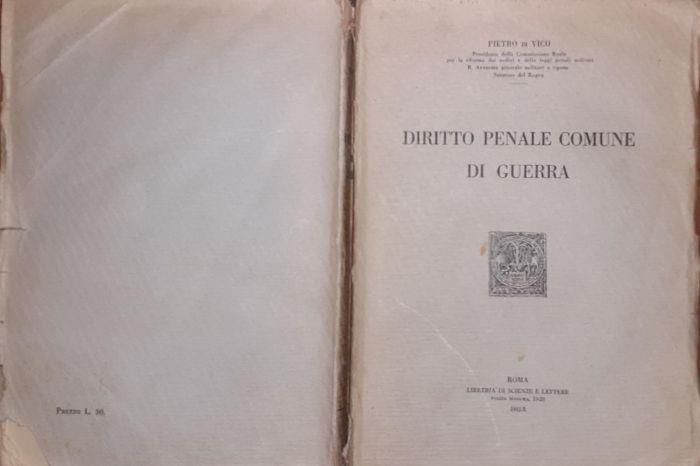 Prezzo L. 30.
PIETRO DI VICO
Presidente della Commissione Reale
per la riforma dei codici e delle leggi penali militari
R. Avvocato generale militare a riposo
Senatore del Regno
DIRITTO PENALE COMUNE
DI GUERRA
ROMA
LIBRERIA DI SCIENZE E LETTERE
Piazza Madama, 19-20